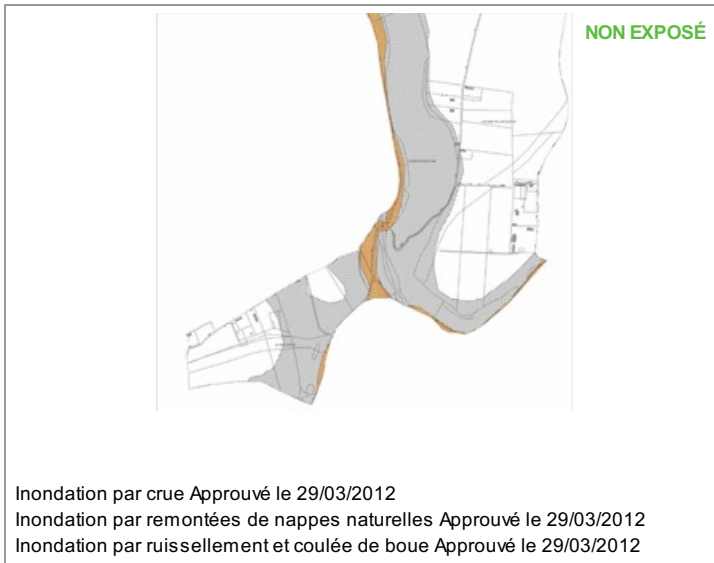 NON EXPOSÉ
Inondation par crue Approuvé le 29/03/2012
Inondation par remontées de nappes naturelles Approuvé le 29/03/2012
Inondation par ruissellement et coulée de boue Approuvé le 29/03/2012